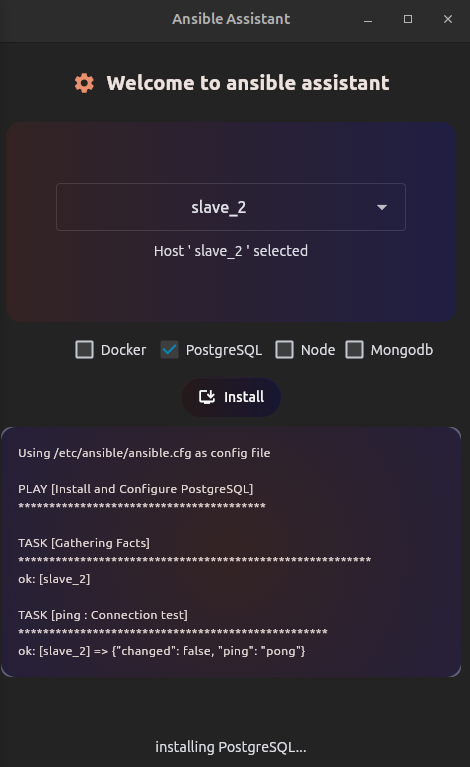 Ansible Assistant
Welcome to ansible assistant
slave_2
Host ' slave_2 ' selected
Docker PostgreSQL Node Mongodb
Install
Using /etc/ansible/ansible.cfg as config file
PLAY [Install and Configure PostgreSQL]
****************************************
TASK [Gathering Facts]
*********************************************************
ok: [slave_2]
TASK [ping : Connection test]
**************************************************
ok: [slave_2] => {"changed": false, "ping": "pong"}
installing PostgreSQL...